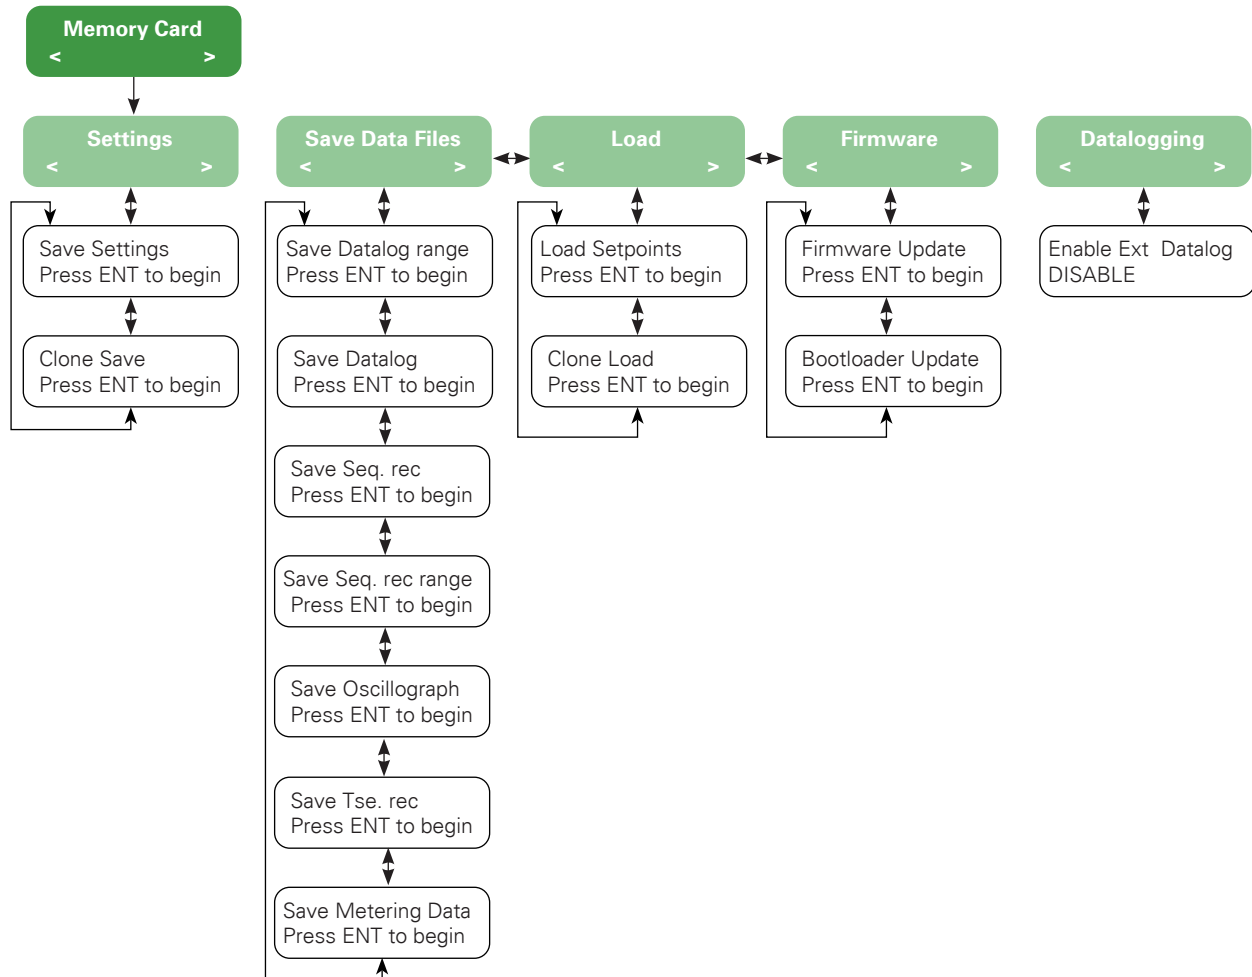 Memory Card
< >
Settings
< >
Save Settings
Press ENT to begin
Clone Save
Press ENT to begin
Save Data Files
< >
Save Datalog range
Press ENT to begin
Save Datalog
Press ENT to begin
Save Seq. rec
Press ENT to begin
Save Seq. rec range
Press ENT to begin
Save Oscillograph
Press ENT to begin
Save Tse. rec
Press ENT to begin
Save Metering Data
Press ENT to begin
Load
< >
Load Setpoints
Press ENT to begin
Clone Load
Press ENT to begin
Firmware
< >
Firmware Update
Press ENT to begin
Bootloader Update
Press ENT to begin
Datalogging
< >
Enable Ext  Datalog
DISABLE